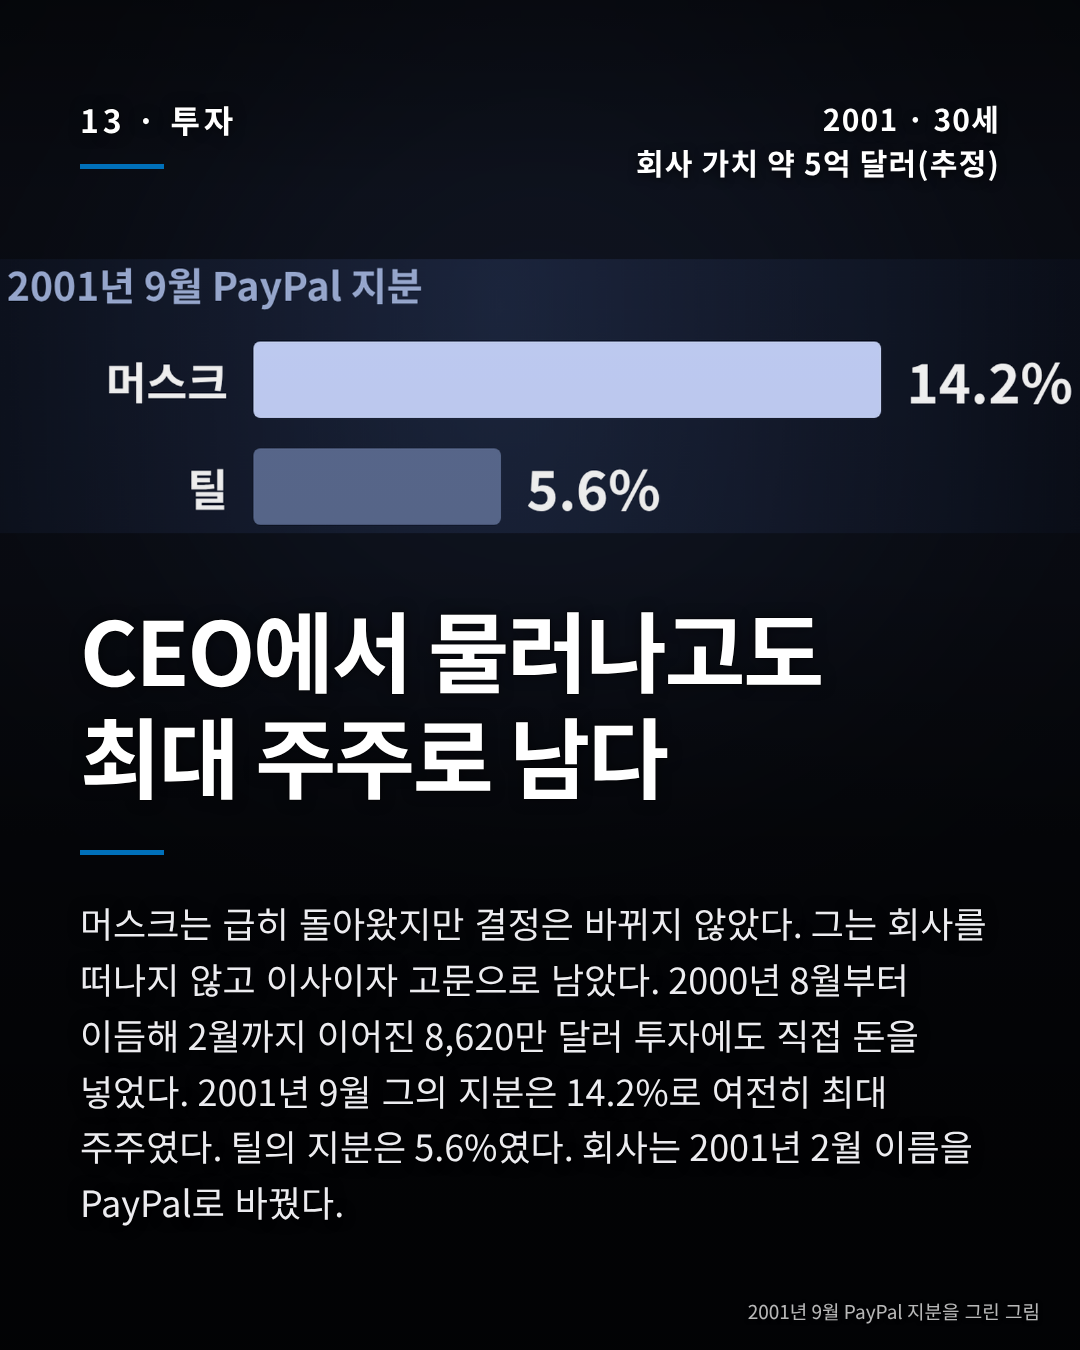 13 · 투자
2001 · 30세
회사 가치 약 5억 달러(추정)
2001년 9월 PayPal 지분
머스크 14.2%
틸 5.6%
CEO에서 물러나고도
최대 주주로 남다
머스크는 급히 돌아왔지만 결정은 바뀌지 않았다. 그는 회사를
떠나지 않고 이사이자 고문으로 남았다. 2000년 8월부터
이듬해 2월까지 이어진 8,620만 달러 투자에도 직접 돈을
넣었다. 2001년 9월 그의 지분은 14.2%로 여전히 최대
주주였다. 틸의 지분은 5.6%였다. 회사는 2001년 2월 이름을
PayPal로 바꿨다.
2001년 9월 PayPal 지분을 그린 그림